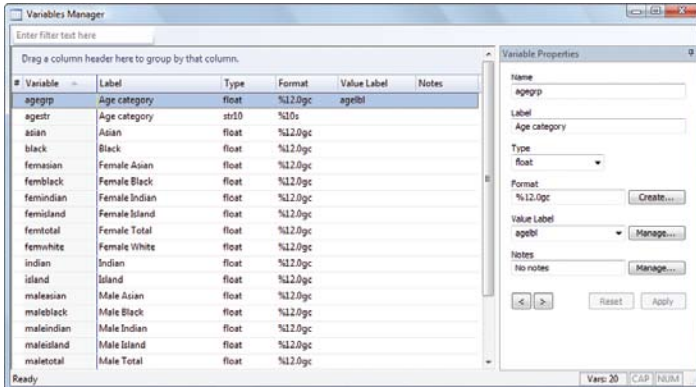 Variables Manager
Enter filter text here
Drag a column header here to group by that column.
# Variable Label Type Format Value Label Notes
agegrp Age category float %12.0gc agelbl
agestr Age category str10 %10s
asian Asian float %12.0gc
black Black float %12.0gc
femasian Female Asian float %12.0gc
femblack Female Black float %12.0gc
femindian Female Indian float %12.0gc
femisland Female Island float %12.0gc
femtotal Female Total float %12.0gc
femwhite Female White float %12.0gc
indian Indian float %12.0gc
island Island float %12.0gc
maleasian Male Asian float %12.0gc
maleblack Male Black float %12.0gc
maleindian Male Indian float %12.0gc
maleisland Male Island float %12.0gc
maletotal Male Total float %12.0gc
Variable Properties
Name
agegrp
Label
Age category
Type
float
Format
%12.0gc Create...
Value Label
agelbl Manage...
Notes
No notes Manage...
< > Reset Apply
Ready Vars: 20 CAP NUM